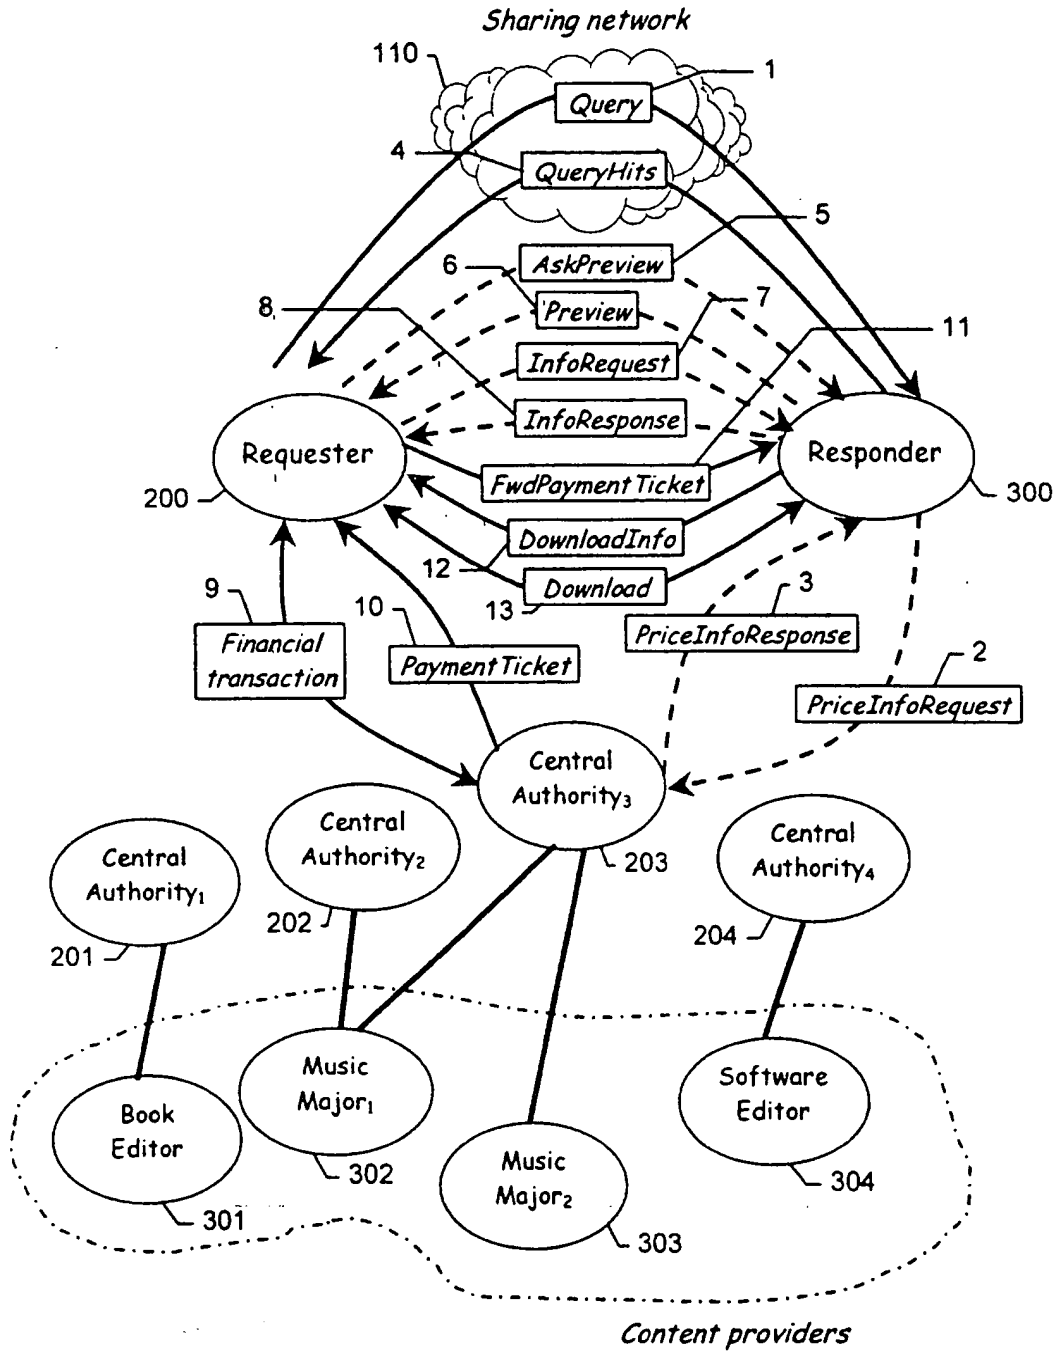 Sharing network
110
1
Query
4
QueryHits
5
AskPreview
6
7
Preview
8
11
InfoRequest
InfoResponse
Requester
Responder
FwdPaymentTicket
200
300
DownloadInfo
12
Download
13
9
3
10
PriceInfoResponse
Financial
transaction
PaymentTicket
2
PriceInfoRequest
Central
Authority3
203
Central
Authority2
202
Central
Authority4
204
Central
Authority1
201
Music
Major1
302
Software
Editor
304
Book
Editor
301
Music
Major2
303
Content providers